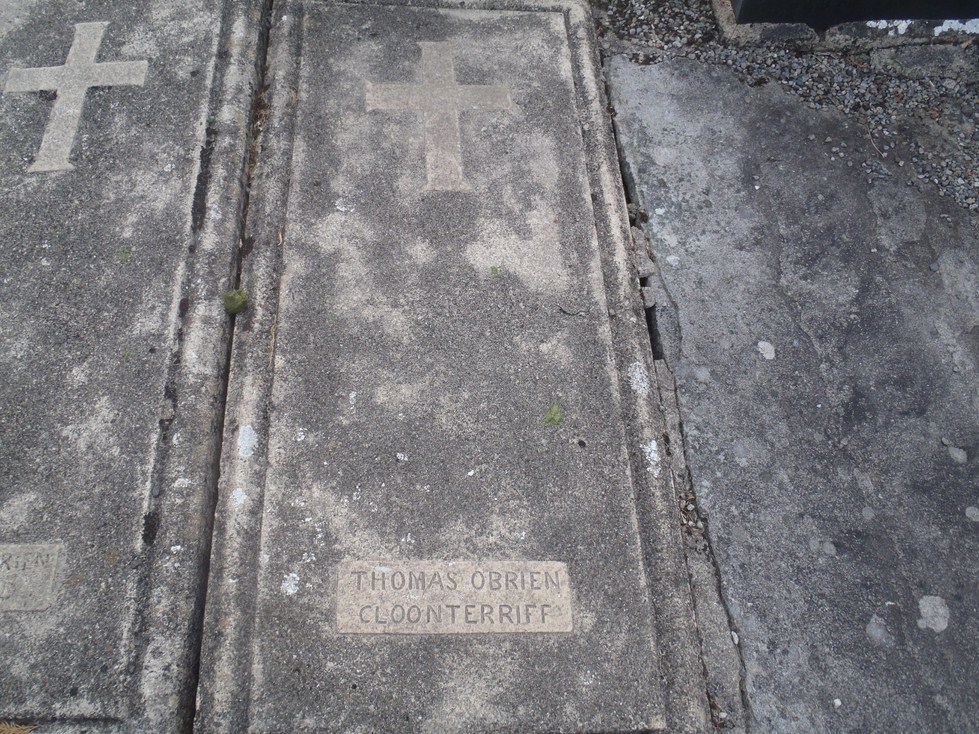 THOMAS OBRIEN
CLOONTERRIFF